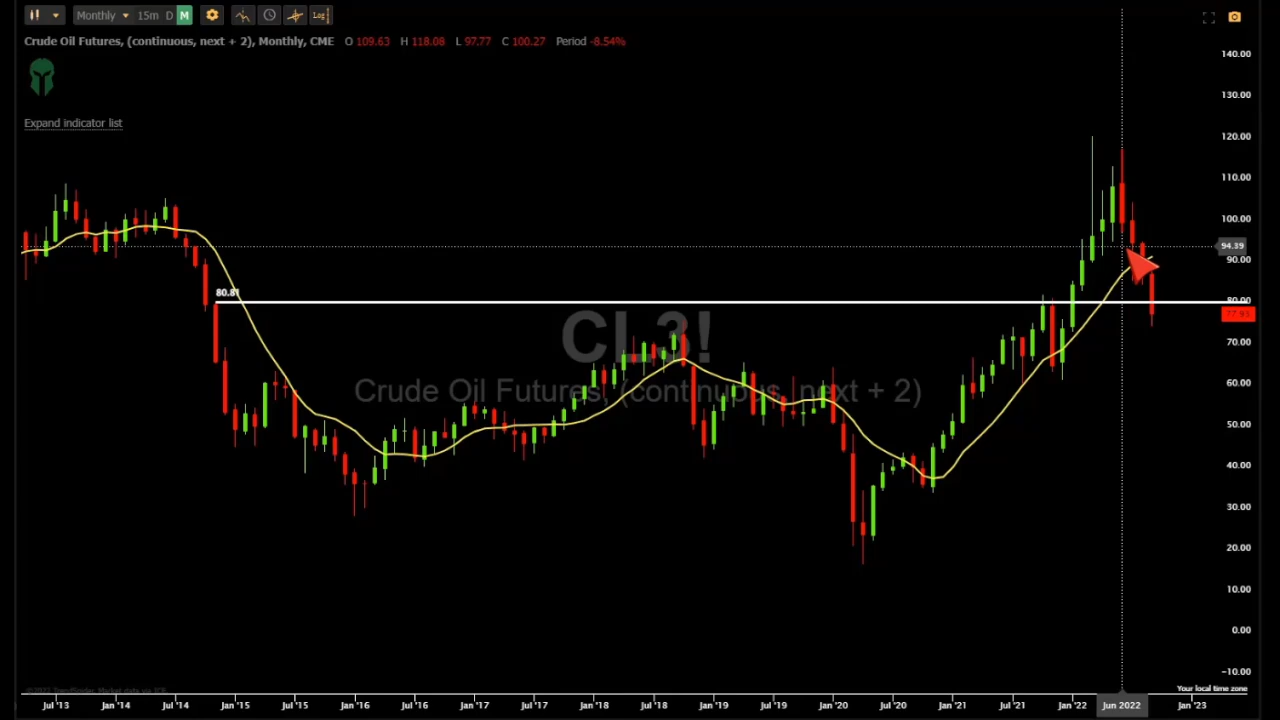 Monthly 15m D M Log
Crude Oil Futures, (continuous, next + 2), Monthly, CME O 109.63 H 118.08 L 97.77 C 100.27 Period -8.54%
Expand indicator list
140.00
130.00
120.00
110.00
100.00
94.39
90.00
80.81
80.00
77.93
70.00
60.00
50.00
40.00
30.00
20.00
10.00
0.00
-10.00
CL3!
Crude Oil Futures, (continuous, next + 2)
Your local time zone
Jul '13 Jan '14 Jul '14 Jan '15 Jul '15 Jan '16 Jul '16 Jan '17 Jul '17 Jan '18 Jul '18 Jan '19 Jul '19 Jan '20 Jul '20 Jan '21 Jul '21 Jan '22 Jun 2022 Jan '23